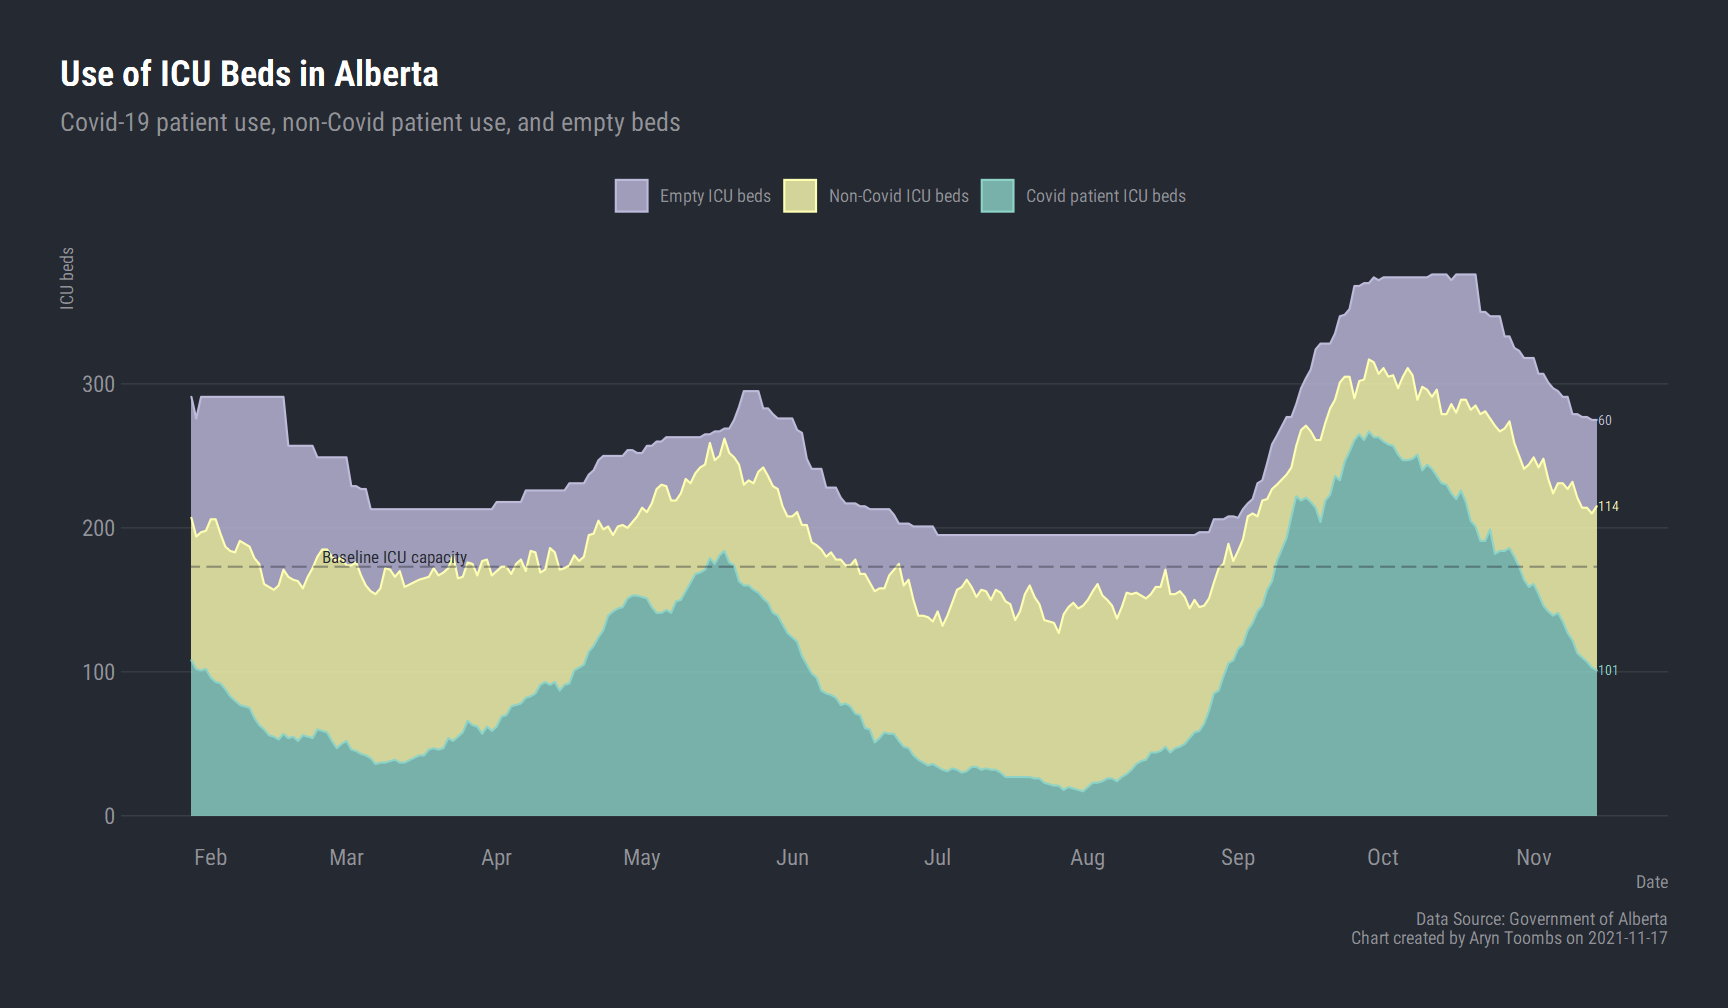 Use of ICU Beds in Alberta
Covid-19 patient use, non-Covid patient use, and empty beds
Empty ICU beds Non-Covid ICU beds Covid patient ICU beds
ICU beds
300
200
100
0
Baseline ICU capacity
60
114
101
Feb Mar Apr May Jun Jul Aug Sep Oct Nov
Date
Data Source: Government of Alberta
Chart created by Aryn Toombs on 2021-11-17